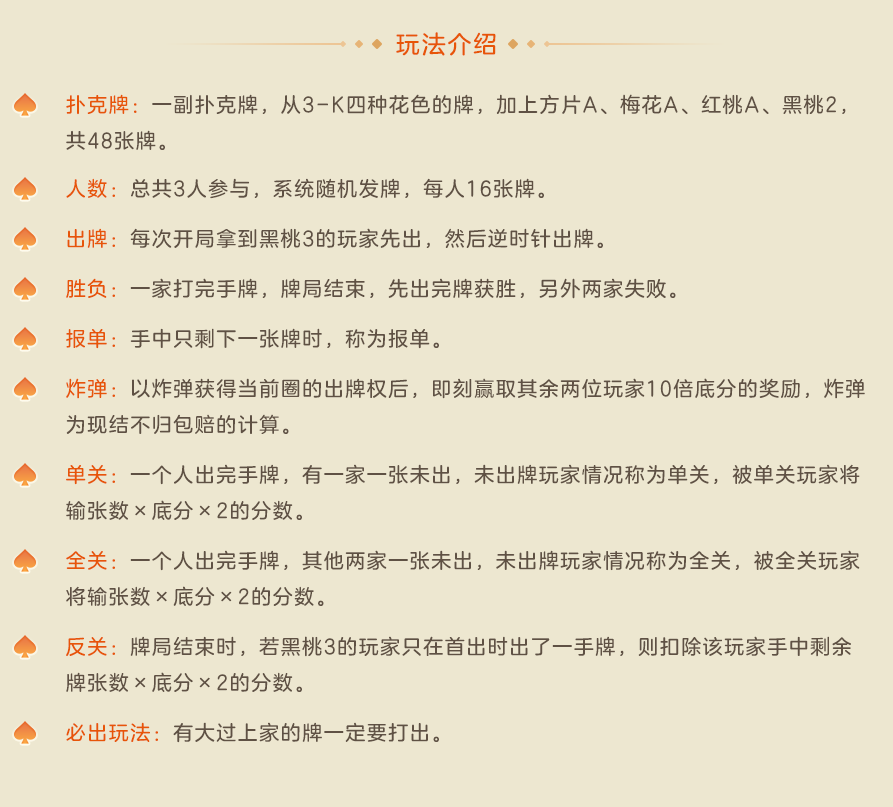 玩法介绍
扑克牌：一副扑克牌，从3-K四种花色的牌，加上方片A、梅花A、红桃A、黑桃2，
共48张牌。
人数：总共3人参与，系统随机发牌，每人16张牌。
出牌：每次开局拿到黑桃3的玩家先出，然后逆时针出牌。
胜负：一家打完手牌，牌局结束，先出完牌获胜，另外两家失败。
报单：手中只剩下一张牌时，称为报单。
炸弹：以炸弹获得当前圈的出牌权后，即刻赢取其余两位玩家10倍底分的奖励，炸弹
为现结不归包赔的计算。
单关：一个人出完手牌，有一家一张未出，未出牌玩家情况称为单关，被单关玩家将
输张数×底分×2的分数。
全关：一个人出完手牌，其他两家一张未出，未出牌玩家情况称为全关，被全关玩家
将输张数×底分×2的分数。
反关：牌局结束时，若黑桃3的玩家只在首出时出了一手牌，则扣除该玩家手中剩余
牌张数×底分×2的分数。
必出玩法：有大过上家的牌一定要打出。